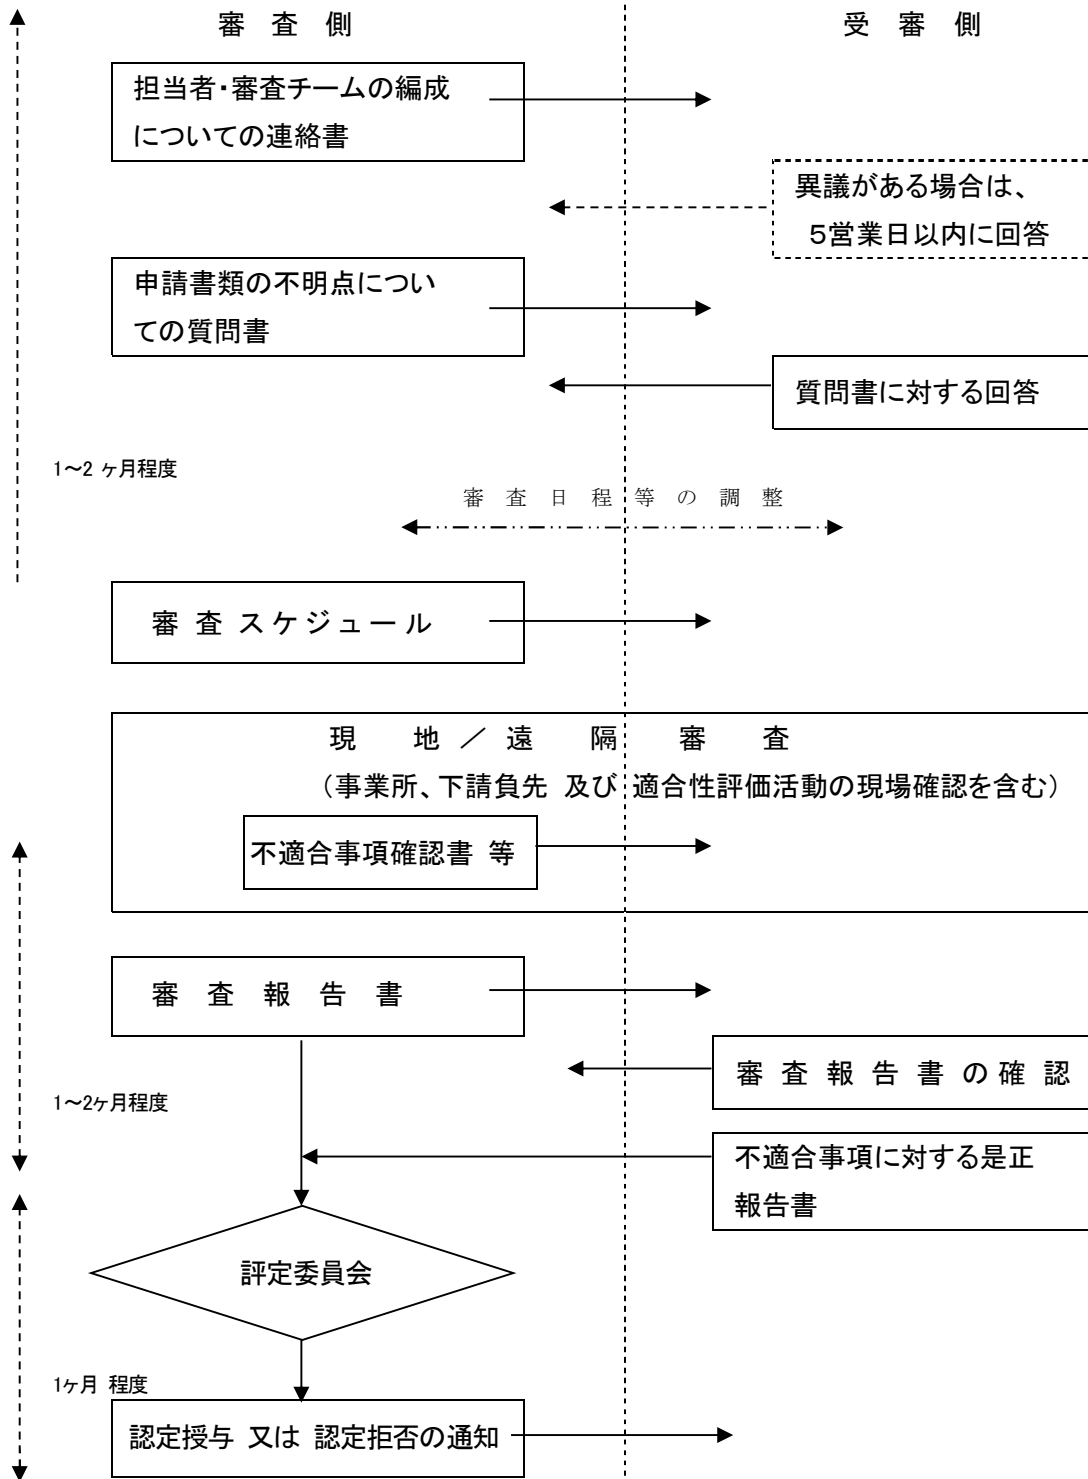 審 査 側
受 審 側
担当者・審査チームの編成
についての連絡書
異議がある場合は、
5営業日以内に回答
申請書類の不明点につい
ての質問書
質問書に対する回答
1~2 ヶ月程度
審 査 日 程 等 の 調 整
審 査 スケジュール
現 地 / 遠 隔 審 査
(事業所、下請負先 及び 適合性評価活動の現場確認を含む)
不適合事項確認書 等
審 査 報 告 書
審 査 報 告 書 の 確 認
1~2ヶ月程度
不適合事項に対する是正
報告書
評定委員会
1ヶ月 程度
認定授与 又は 認定拒否の通知